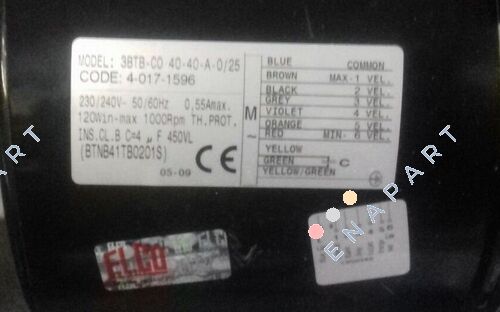 MODEL: 3BTB-CO 40-40-A-0/25
CODE: 4-017-1596
230/240V~ 50/60Hz 0,55Amax.
120Win-max 1000Rpm TH.PROT.
INS.CL.B C=4 μF 450VL
(BTNB41TB0201S)
05-09
CE
M
~
BLUE COMMON
BROWN MAX-1 VEL.
BLACK 2 VEL.
GREY 3 VEL.
VIOLET 4 VEL.
ORANGE 5 VEL.
RED MIN- 6 VEL.
YELLOW
GREEN C
YELLOW/GREEN
ELCO
ENAPART
PART